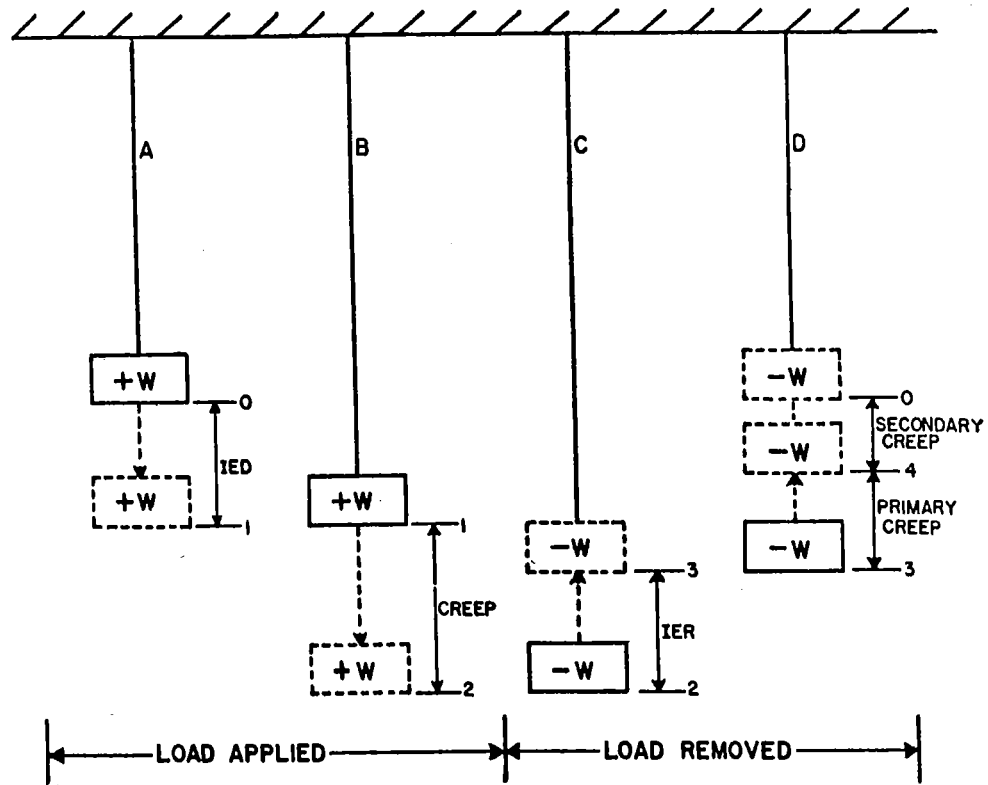 A
B
C
D
+W
0
IED
+W
1
+W
1
CREEP
+W
2
-W
3
IER
-W
2
-W
0
SECONDARY
CREEP
-W
4
PRIMARY
CREEP
-W
3
LOAD APPLIED
LOAD REMOVED